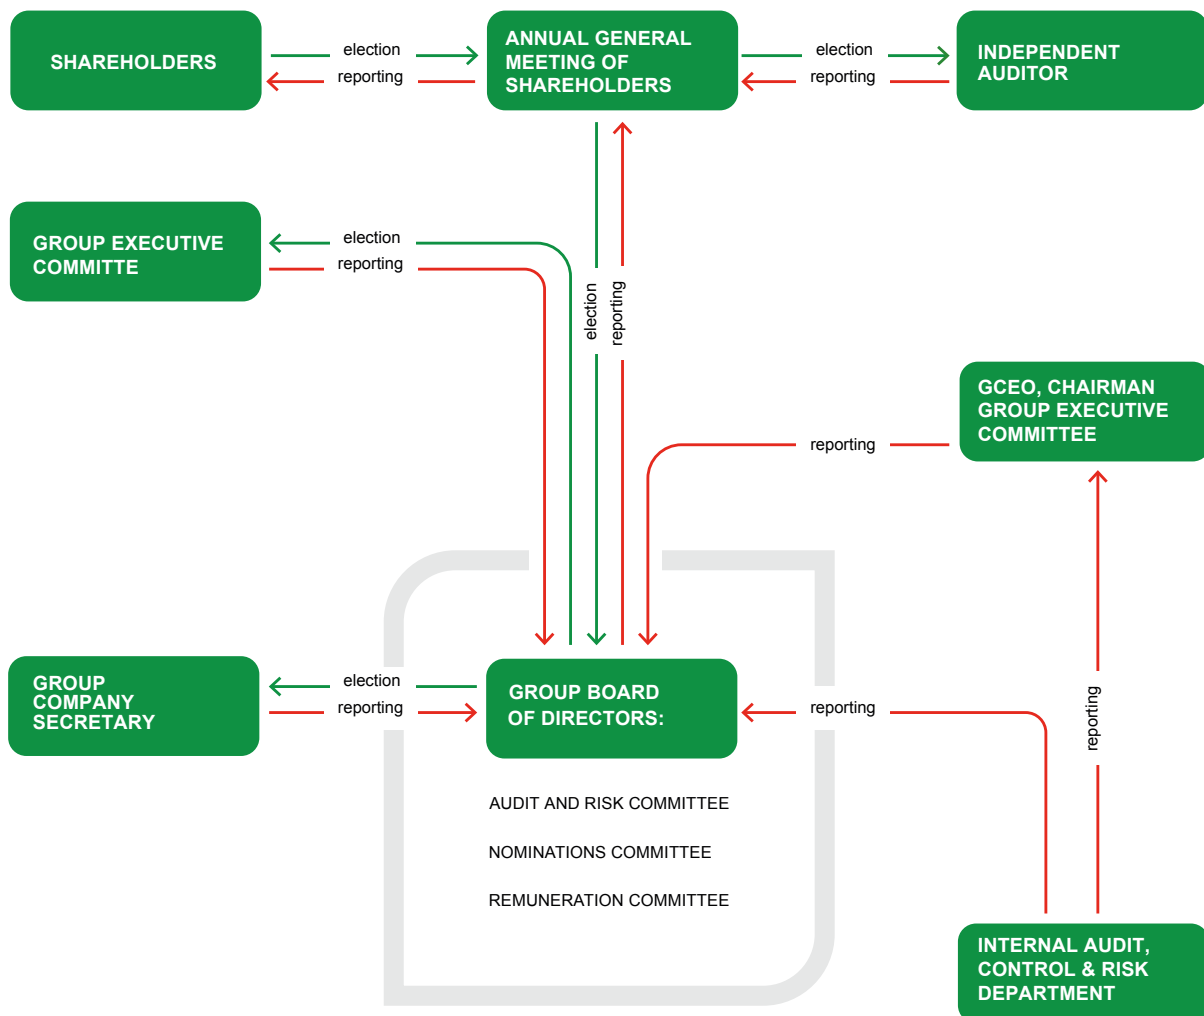 SHAREHOLDERS
election
reporting
ANNUAL GENERAL
MEETING OF
SHAREHOLDERS
election
reporting
INDEPENDENT
AUDITOR
GROUP EXECUTIVE
COMMITTE
election
reporting
election
reporting
GCEO, CHAIRMAN
GROUP EXECUTIVE
COMMITTEE
reporting
GROUP
COMPANY
SECRETARY
election
reporting
GROUP BOARD
OF DIRECTORS:
reporting
reporting
AUDIT AND RISK COMMITTEE
NOMINATIONS COMMITTEE
REMUNERATION COMMITTEE
INTERNAL AUDIT,
CONTROL & RISK
DEPARTMENT